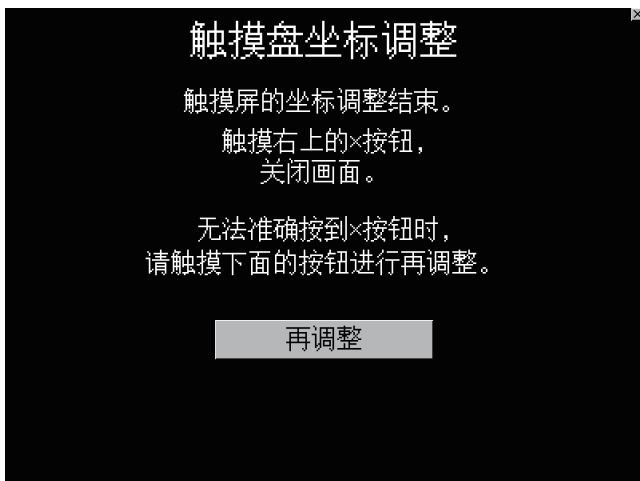 触摸盘坐标调整
触摸屏的坐标调整结束。
触摸右上的×按钮，
关闭画面。
无法准确按到×按钮时，
请触摸下面的按钮进行再调整。
再调整